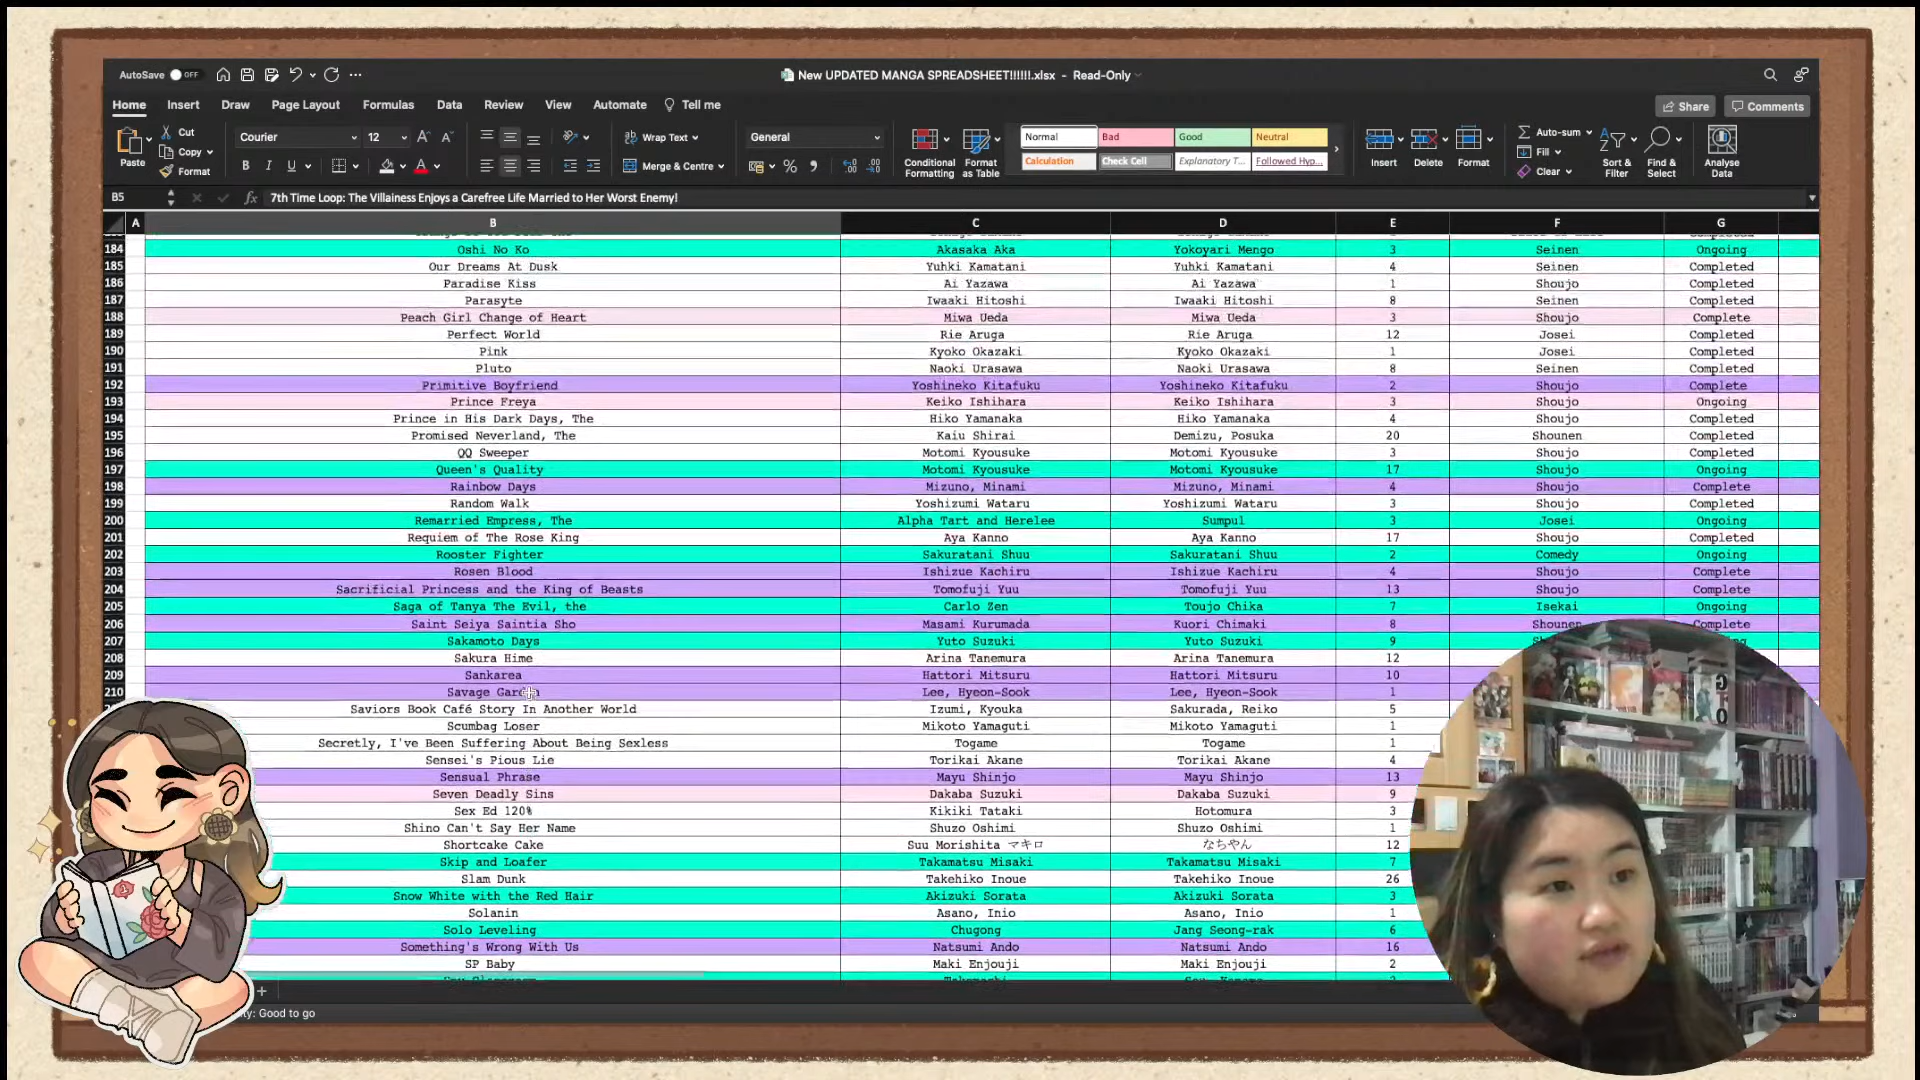 AutoSave OFF
New UPDATED MANGA SPREADSHEET!!!!!!.xlsx - Read-Only
Home Insert Draw Page Layout Formulas Data Review View Automate Tell me
Share Comments
Paste Cut Copy Format
Courier 12
B I U
Wrap Text
Merge & Centre
General
Conditional Formatting
Format as Table
Normal Bad Good Neutral
Calculation Check Cell Explanatory T... Followed Hyp...
Insert Delete Format
Auto-sum Fill Clear
Sort & Filter
Find & Select
Analyse Data
B5 fx 7th Time Loop: The Villainess Enjoys a Carefree Life Married to Her Worst Enemy!
A B C D E F G
184 Oshi No Ko Akasaka Aka Yokoyari Mengo 3 Seinen Ongoing
185 Our Dreams At Dusk Yuhki Kamatani Yuhki Kamatani 4 Seinen Completed
186 Paradise Kiss Ai Yazawa Ai Yazawa 1 Shoujo Completed
187 Parasyte Iwaaki Hitoshi Iwaaki Hitoshi 8 Seinen Completed
188 Peach Girl Change of Heart Miwa Ueda Miwa Ueda 3 Shoujo Complete
189 Perfect World Rie Aruga Rie Aruga 12 Josei Completed
190 Pink Kyoko Okazaki Kyoko Okazaki 1 Josei Completed
191 Pluto Naoki Urasawa Naoki Urasawa 8 Seinen Completed
192 Primitive Boyfriend Yoshineko Kitafuku Yoshineko Kitafuku 2 Shoujo Complete
193 Prince Freya Keiko Ishihara Keiko Ishihara 3 Shoujo Ongoing
194 Prince in His Dark Days, The Hiko Yamanaka Hiko Yamanaka 4 Shoujo Completed
195 Promised Neverland, The Kaiu Shirai Demizu, Posuka 20 Shounen Completed
196 QQ Sweeper Motomi Kyousuke Motomi Kyousuke 3 Shoujo Completed
197 Queen's Quality Motomi Kyousuke Motomi Kyousuke 17 Shoujo Ongoing
198 Rainbow Days Mizuno, Minami Mizuno, Minami 4 Shoujo Complete
199 Random Walk Yoshizumi Wataru Yoshizumi Wataru 3 Shoujo Completed
200 Remarried Empress, The Alpha Tart and Herelee Sumpul 3 Josei Ongoing
201 Requiem of The Rose King Aya Kanno Aya Kanno 17 Shoujo Completed
202 Rooster Fighter Sakuratani Shuu Sakuratani Shuu 2 Comedy Ongoing
203 Rosen Blood Ishizue Kachiru Ishizue Kachiru 4 Shoujo Complete
204 Sacrificial Princess and the King of Beasts Tomofuji Yuu Tomofuji Yuu 13 Shoujo Complete
205 Saga of Tanya The Evil, the Carlo Zen Toujo Chika 7 Isekai Ongoing
206 Saint Seiya Saintia Sho Masami Kurumada Kuori Chimaki 8 Shounen Complete
207 Sakamoto Days Yuto Suzuki Yuto Suzuki 9
208 Sakura Hime Arina Tanemura Arina Tanemura 12
209 Sankarea Hattori Mitsuru Hattori Mitsuru 10
210 Savage Garden Lee, Hyeon-Sook Lee, Hyeon-Sook 1
Saviors Book Café Story In Another World Izumi, Kyouka Sakurada, Reiko 5
Scumbag Loser Mikoto Yamaguti Mikoto Yamaguti 1
Secretly, I've Been Suffering About Being Sexless Togame Togame 1
Sensei's Pious Lie Torikai Akane Torikai Akane 4
Sensual Phrase Mayu Shinjo Mayu Shinjo 13
Seven Deadly Sins Dakaba Suzuki Dakaba Suzuki 9
Sex Ed 120% Kikiki Tataki Hotomura 3
Shino Can't Say Her Name Shuzo Oshimi Shuzo Oshimi 1
Shortcake Cake Suu Morishita マキロ なちやん 12
Skip and Loafer Takamatsu Misaki Takamatsu Misaki 7
Slam Dunk Takehiko Inoue Takehiko Inoue 26
Snow White with the Red Hair Akizuki Sorata Akizuki Sorata 3
Solanin Asano, Inio Asano, Inio 1
Solo Leveling Chugong Jang Seong-rak 6
Something's Wrong With Us Natsumi Ando Natsumi Ando 16
SP Baby Maki Enjouji Maki Enjouji 2
Good to go